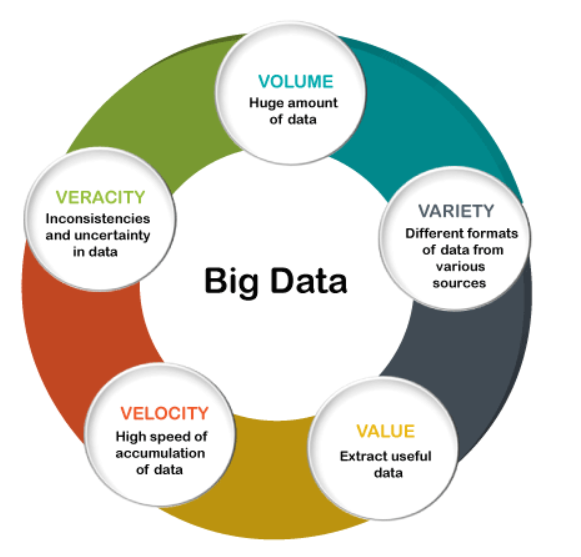 VOLUME
Huge amount
of data
VARIETY
Different formats
of data from
various
sources
VALUE
Extract useful
data
VELOCITY
High speed of
accumulation
of data
VERACITY
Inconsistencies
and uncertainty
in data
Big Data